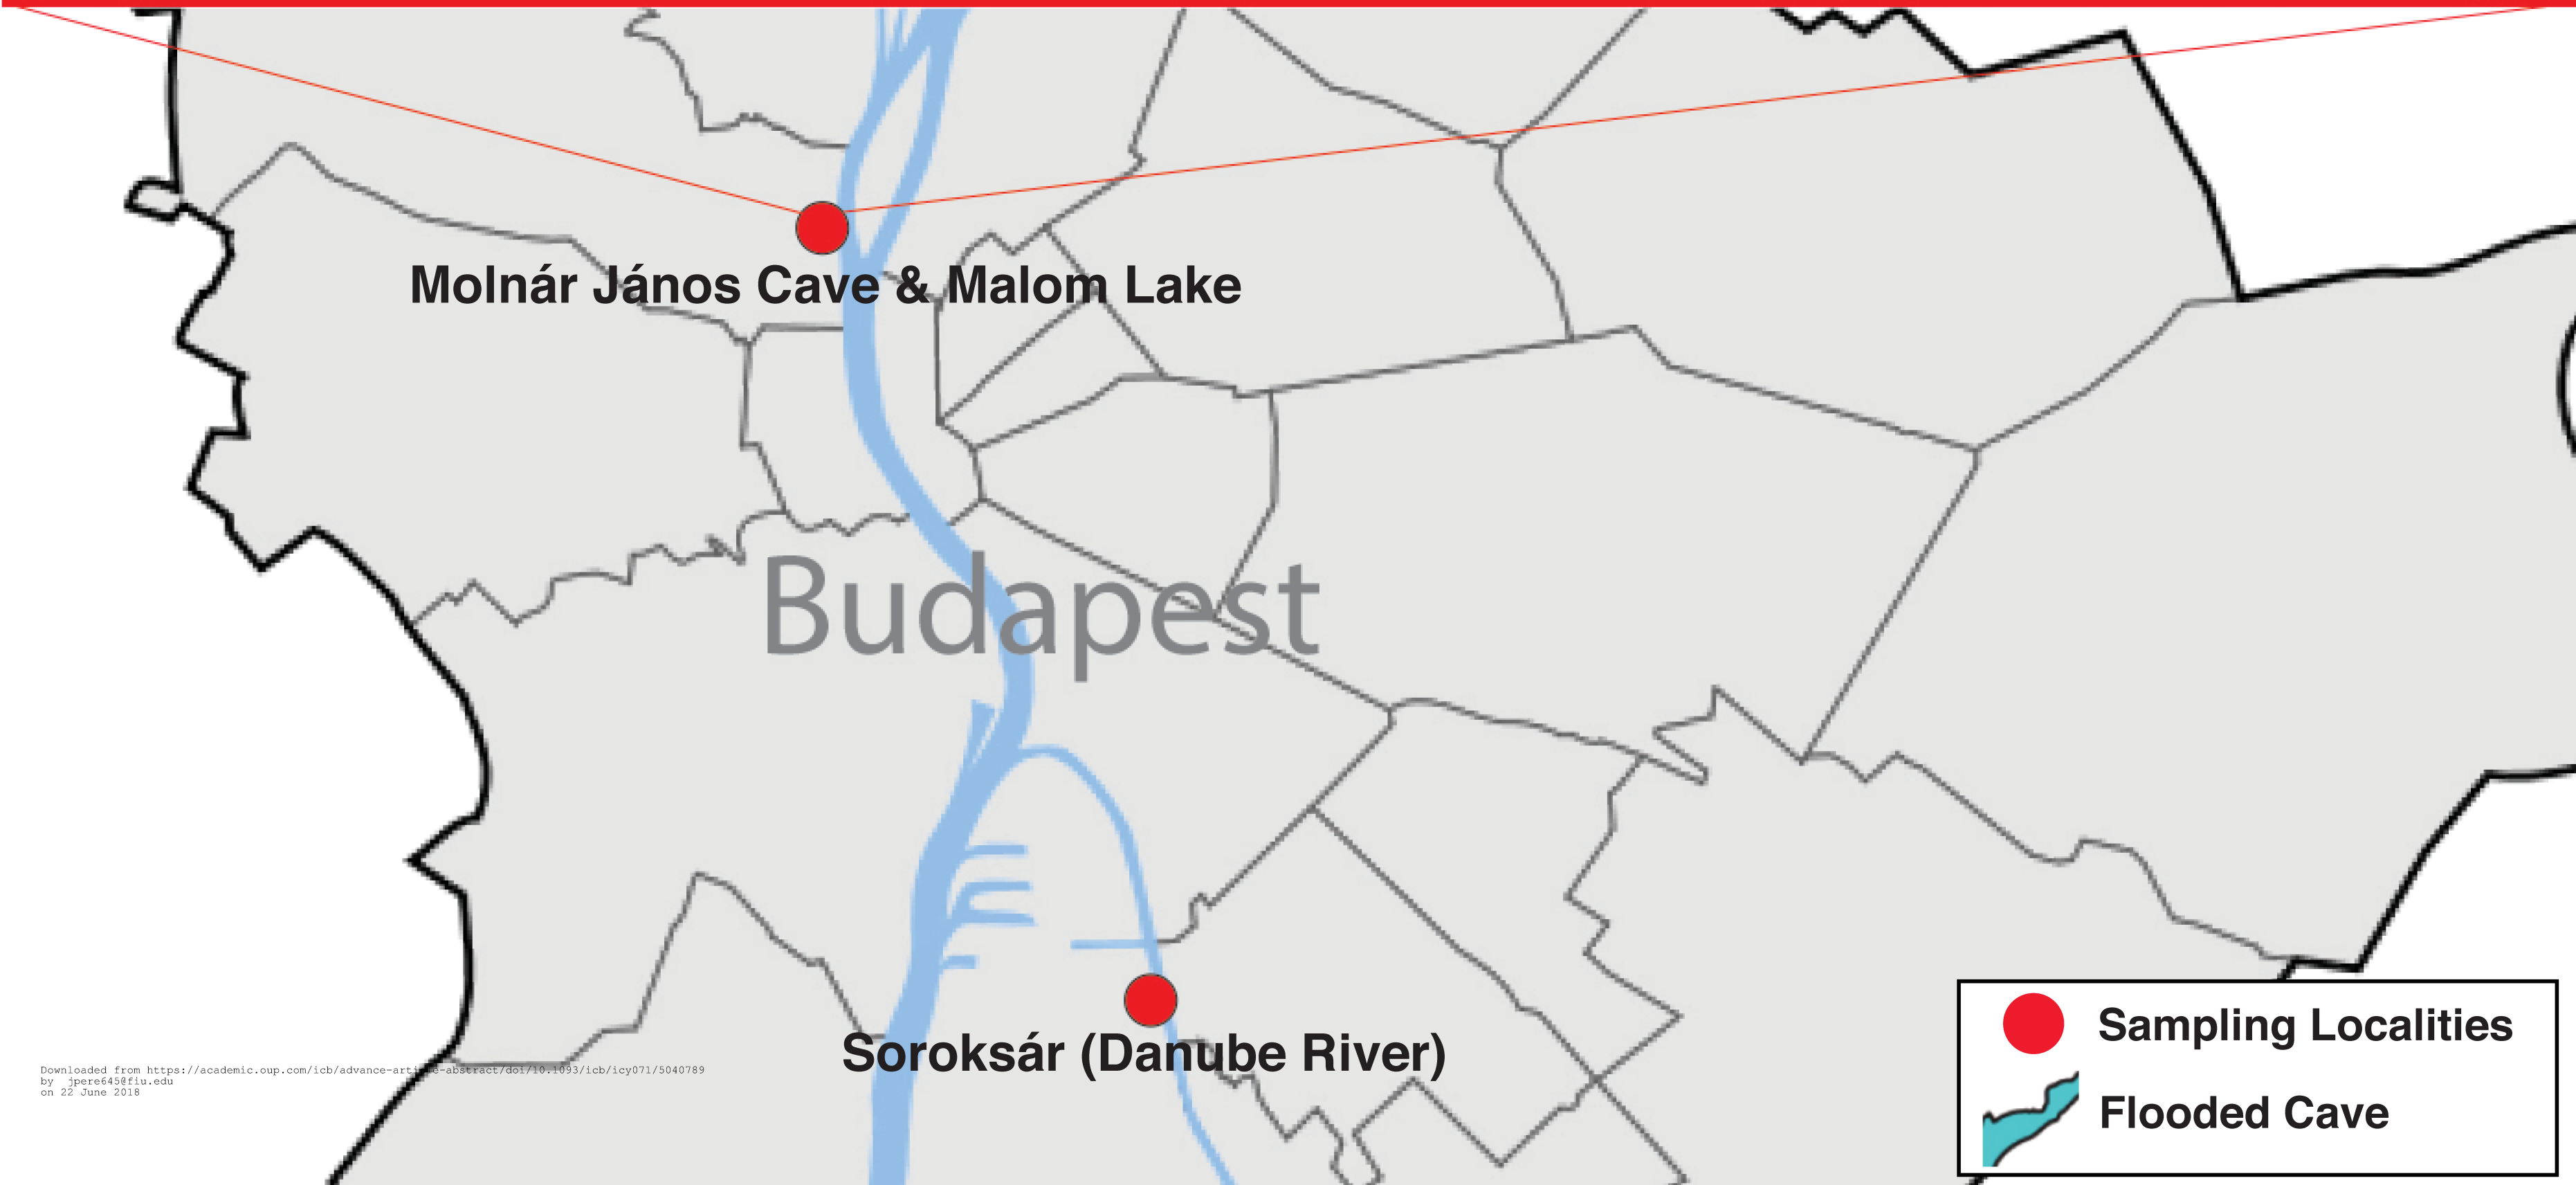 Molnár János Cave & Malom Lake
Budapest
Soroksár (Danube River)
Sampling Localities
Flooded Cave
Downloaded from https://academic.oup.com/icb/advance-article-abstract/doi/10.1093/icb/icy071/5040789
by jpere645@fiu.edu
on 22 June 2018